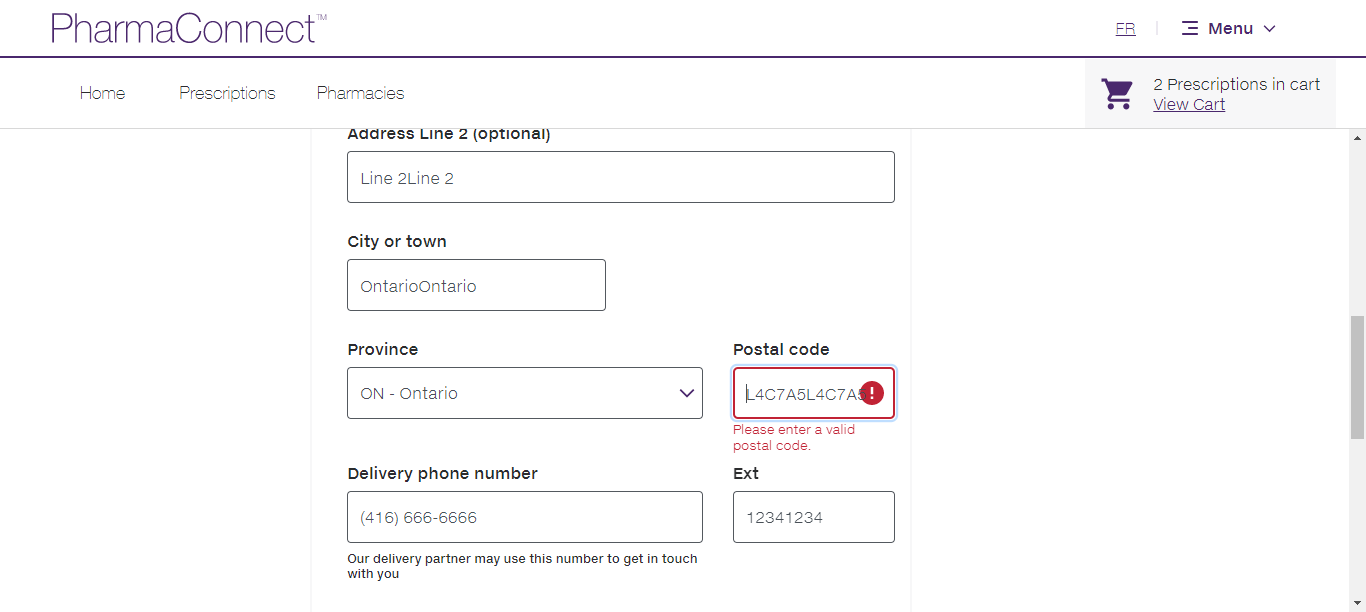 PharmaConnect™
FR
Menu
Home
Prescriptions
Pharmacies
2 Prescriptions in cart
View Cart
Address Line 2 (optional)
Line 2Line 2
City or town
OntarioOntario
Province
Postal code
ON - Ontario
L4C7A5L4C7A5
!
Please enter a valid
postal code.
Delivery phone number
Ext
(416) 666-6666
12341234
Our delivery partner may use this number to get in touch
with you